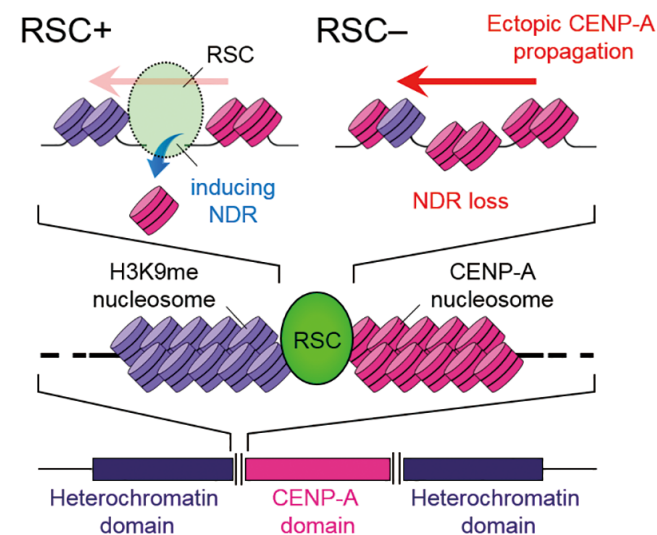 RSC+
RSC
inducing
NDR
RSC–
Ectopic CENP-A
propagation
NDR loss
H3K9me
nucleosome
RSC
CENP-A
nucleosome
Heterochromatin
domain
CENP-A
domain
Heterochromatin
domain